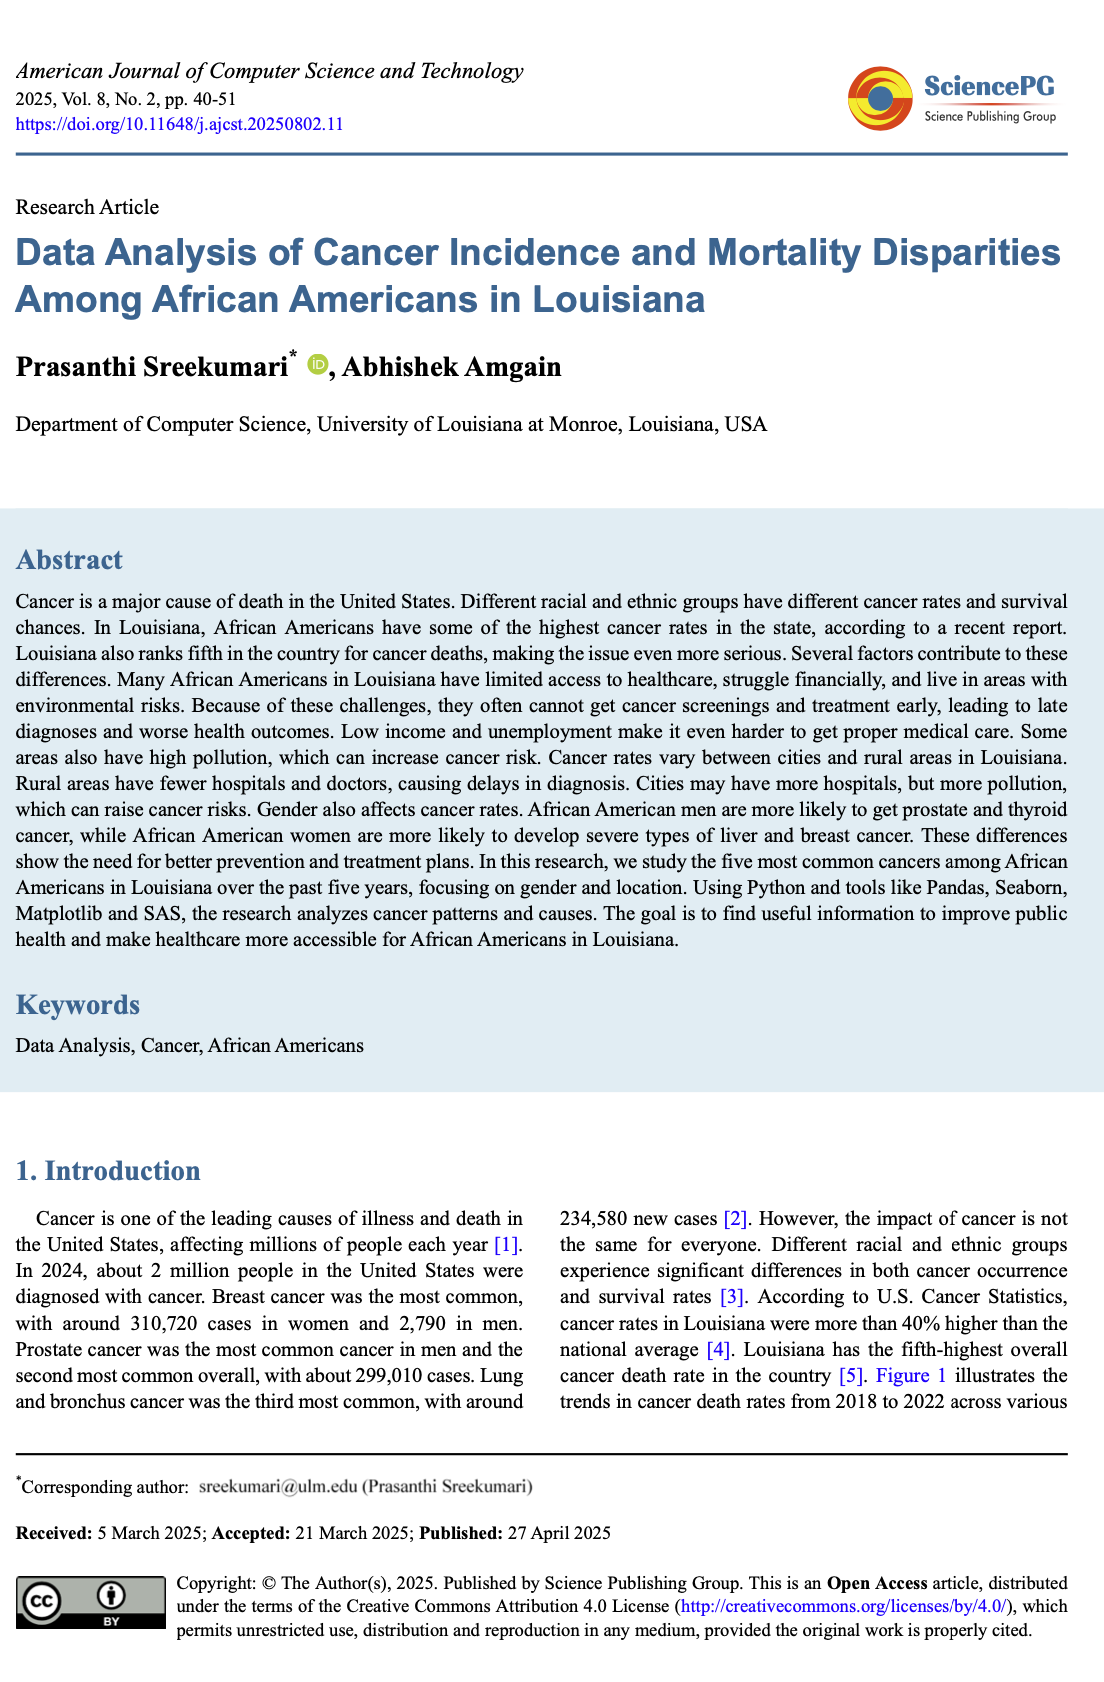 American Journal of Computer Science and Technology
2025, Vol. 8, No. 2, pp. 40-51
https://doi.org/10.11648/j.ajcst.20250802.11
SciencePG
Science Publishing Group
Research Article
Data Analysis of Cancer Incidence and Mortality Disparities
Among African Americans in Louisiana
Prasanthi Sreekumari* iD, Abhishek Amgain
Department of Computer Science, University of Louisiana at Monroe, Louisiana, USA
Abstract
Cancer is a major cause of death in the United States. Different racial and ethnic groups have different cancer rates and survival
chances. In Louisiana, African Americans have some of the highest cancer rates in the state, according to a recent report.
Louisiana also ranks fifth in the country for cancer deaths, making the issue even more serious. Several factors contribute to these
differences. Many African Americans in Louisiana have limited access to healthcare, struggle financially, and live in areas with
environmental risks. Because of these challenges, they often cannot get cancer screenings and treatment early, leading to late
diagnoses and worse health outcomes. Low income and unemployment make it even harder to get proper medical care. Some
areas also have high pollution, which can increase cancer risk. Cancer rates vary between cities and rural areas in Louisiana.
Rural areas have fewer hospitals and doctors, causing delays in diagnosis. Cities may have more hospitals, but more pollution,
which can raise cancer risks. Gender also affects cancer rates. African American men are more likely to get prostate and thyroid
cancer, while African American women are more likely to develop severe types of liver and breast cancer. These differences
show the need for better prevention and treatment plans. In this research, we study the five most common cancers among African
Americans in Louisiana over the past five years, focusing on gender and location. Using Python and tools like Pandas, Seaborn,
Matplotlib and SAS, the research analyzes cancer patterns and causes. The goal is to find useful information to improve public
health and make healthcare more accessible for African Americans in Louisiana.
Keywords
Data Analysis, Cancer, African Americans
1. Introduction
Cancer is one of the leading causes of illness and death in
the United States, affecting millions of people each year [1].
In 2024, about 2 million people in the United States were
diagnosed with cancer. Breast cancer was the most common,
with around 310,720 cases in women and 2,790 in men.
Prostate cancer was the most common cancer in men and the
second most common overall, with about 299,010 cases. Lung
and bronchus cancer was the third most common, with around
234,580 new cases [2]. However, the impact of cancer is not
the same for everyone. Different racial and ethnic groups
experience significant differences in both cancer occurrence
and survival rates [3]. According to U.S. Cancer Statistics,
cancer rates in Louisiana were more than 40% higher than the
national average [4]. Louisiana has the fifth-highest overall
cancer death rate in the country [5]. Figure 1 illustrates the
trends in cancer death rates from 2018 to 2022 across various
*Corresponding author: sreekumari@ulm.edu (Prasanthi Sreekumari)
Received: 5 March 2025; Accepted: 21 March 2025; Published: 27 April 2025
cc BY
Copyright: © The Author(s), 2025. Published by Science Publishing Group. This is an Open Access article, distributed
under the terms of the Creative Commons Attribution 4.0 License (http://creativecommons.org/licenses/by/4.0/), which
permits unrestricted use, distribution and reproduction in any medium, provided the original work is properly cited.